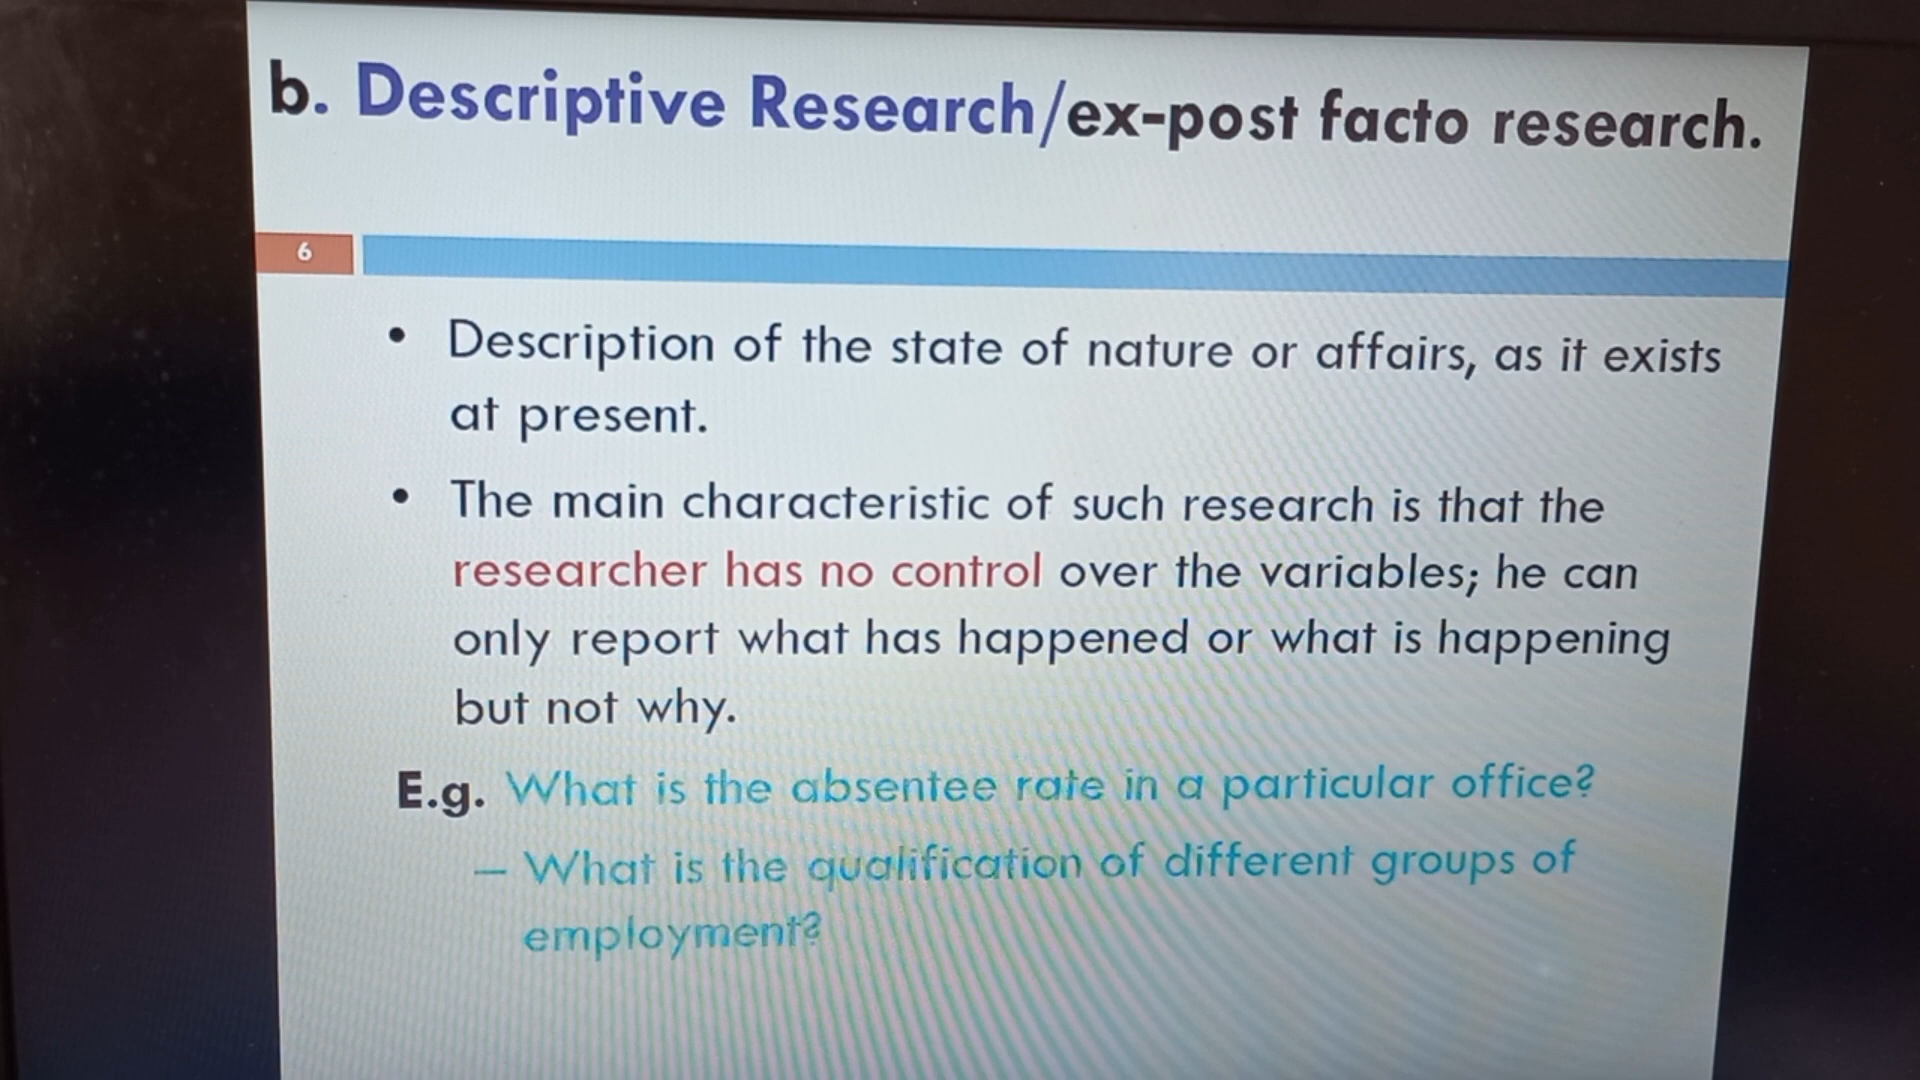 b. Descriptive Research/ex-post facto research.
6
• Description of the state of nature or affairs, as it exists
at present.
• The main characteristic of such research is that the
researcher has no control over the variables; he can
only report what has happened or what is happening
but not why.
E.g. What is the absentee rate in a particular office?
– What is the qualification of different groups of
employment?